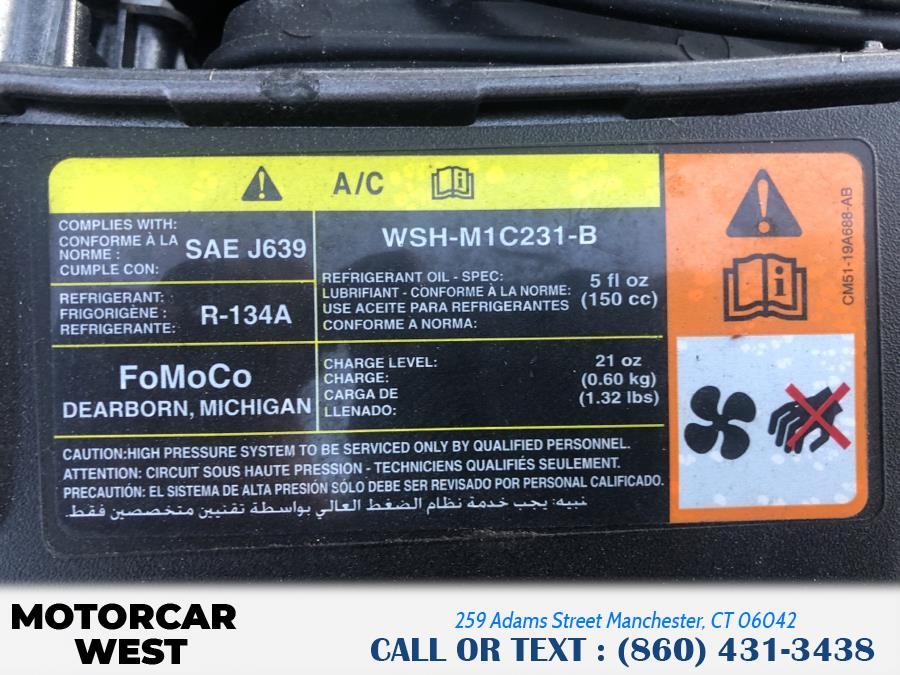 A/C
COMPLIES WITH:
CONFORME À LA
NORME :
CUMPLE CON:
SAE J639
WSH-M1C231-B
REFRIGERANT OIL - SPEC:
LUBRIFIANT - CONFORME À LA NORME:
USE ACEITE PARA REFRIGERANTES
CONFORME A NORMA:
5 fl oz
(150 cc)
REFRIGERANT:
FRIGORIGÈNE :
REFRIGERANTE:
R-134A
FoMoCo
DEARBORN, MICHIGAN
CHARGE LEVEL:
CHARGE:
CARGA DE
LLENADO:
21 oz
(0.60 kg)
(1.32 lbs)
CAUTION:HIGH PRESSURE SYSTEM TO BE SERVICED ONLY BY QUALIFIED PERSONNEL.
ATTENTION: CIRCUIT SOUS HAUTE PRESSION - TECHNICIENS QUALIFIÉS SEULEMENT.
PRECAUTIÓN: EL SISTEMA DE ALTA PRESIÓN SÓLO DEBE SER REVISADO POR PERSONAL CALIFICADO.
تنبيه: يجب خدمة نظام الضغط العالي بواسطة تقنيين متخصصين فقط.
CM51-19A688-AB
MOTORCAR
WEST
259 Adams Street Manchester, CT 06042
CALL OR TEXT : (860) 431-3438